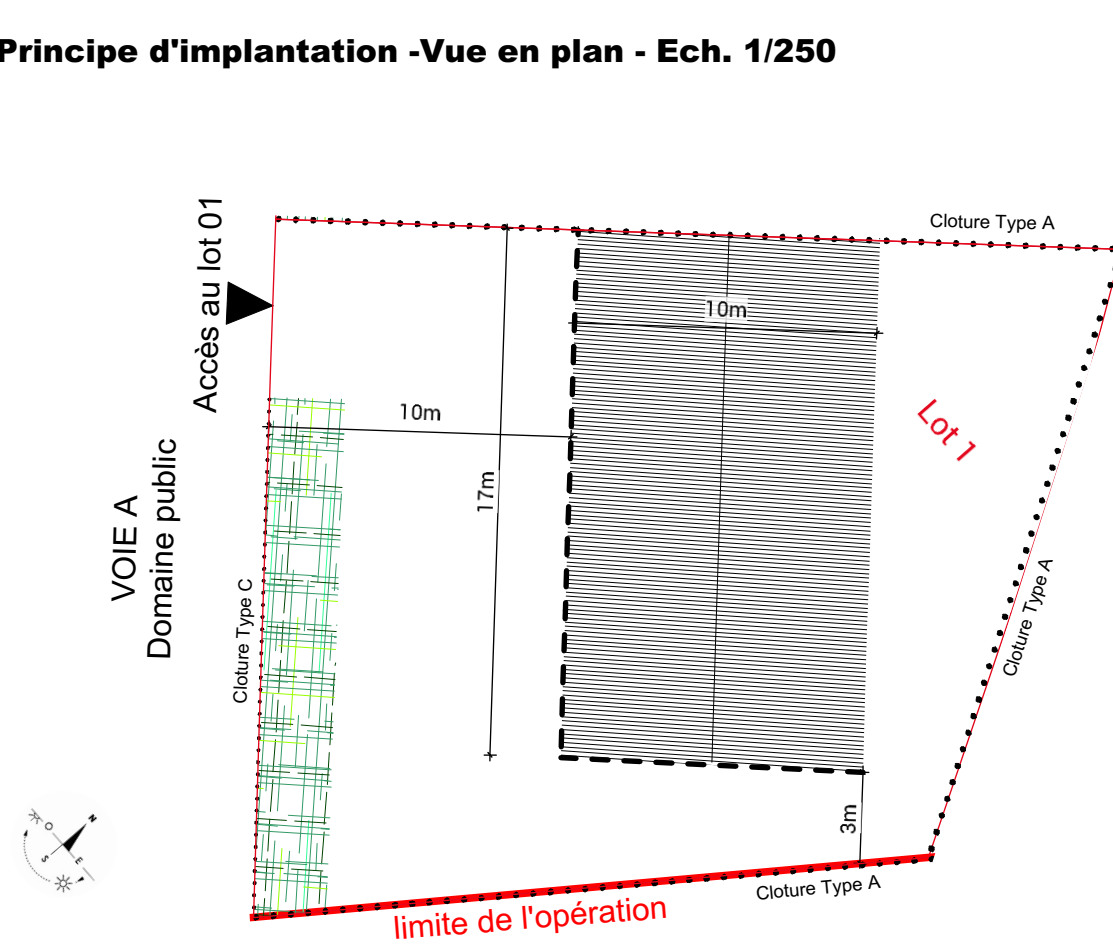 Principe d'implantation -Vue en plan - Ech. 1/250
Cloture Type A
Accès au lot 01
10m
10m
Lot 1
17m
VOIE A
Domaine public
Cloture Type C
Cloture Type A
3m
N
O
S
E
Cloture Type A
limite de l'opération